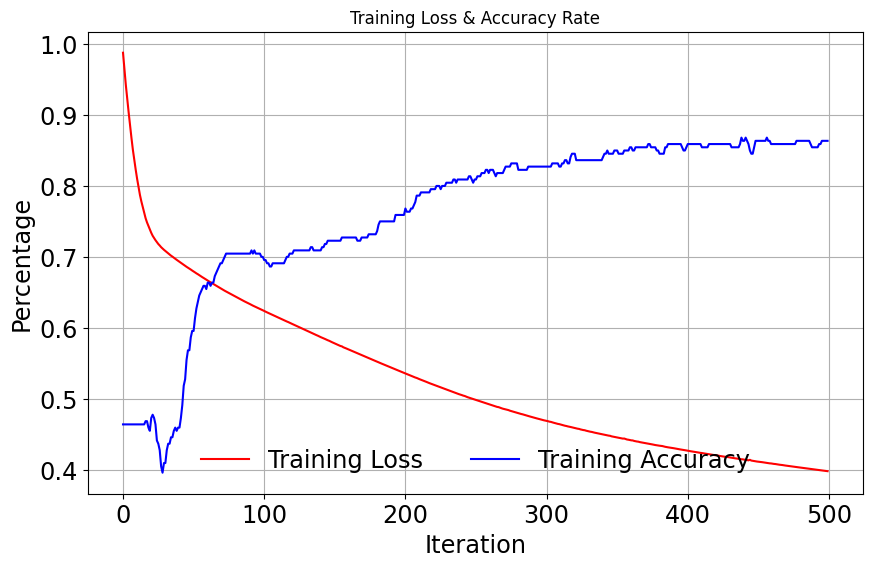 Training Loss & Accuracy Rate
1.0
0.9
0.8
0.7
0.6
0.5
0.4
Percentage
Training Loss Training Accuracy
0 100 200 300 400 500
Iteration